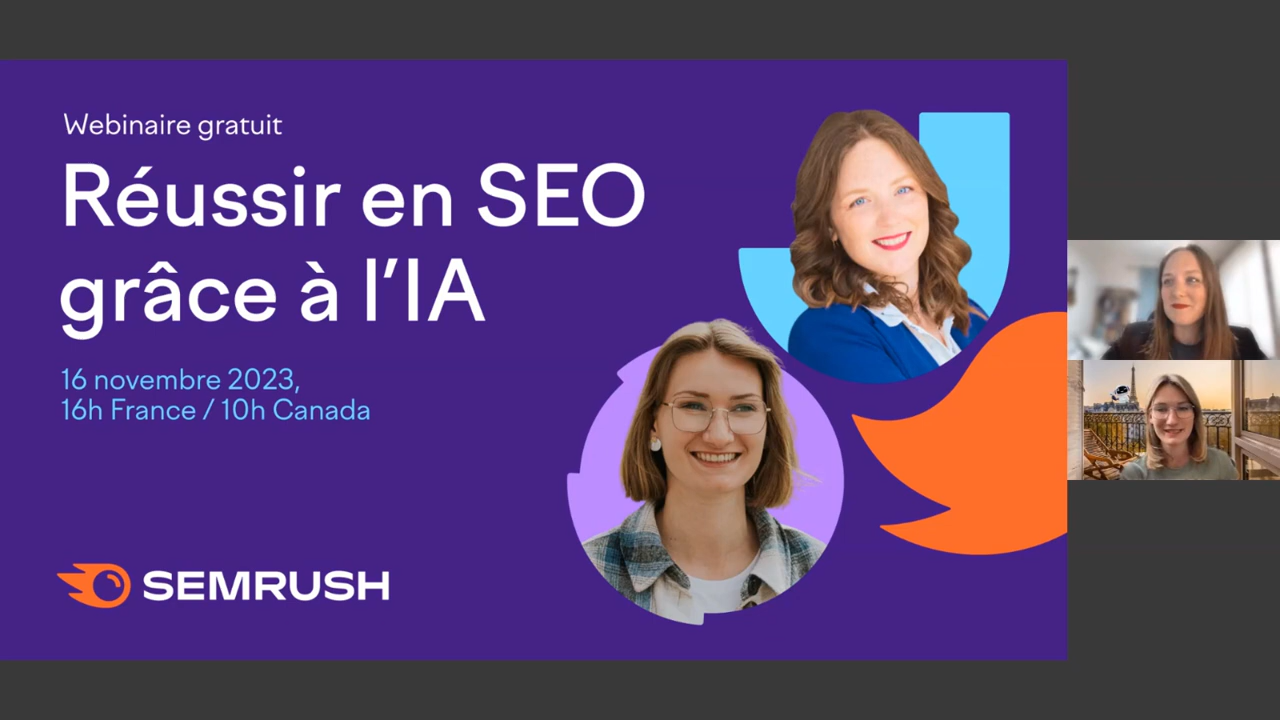 Webinaire gratuit
Réussir en SEO
grâce à l’IA
16 novembre 2023,
16h France / 10h Canada
SEMRUSH